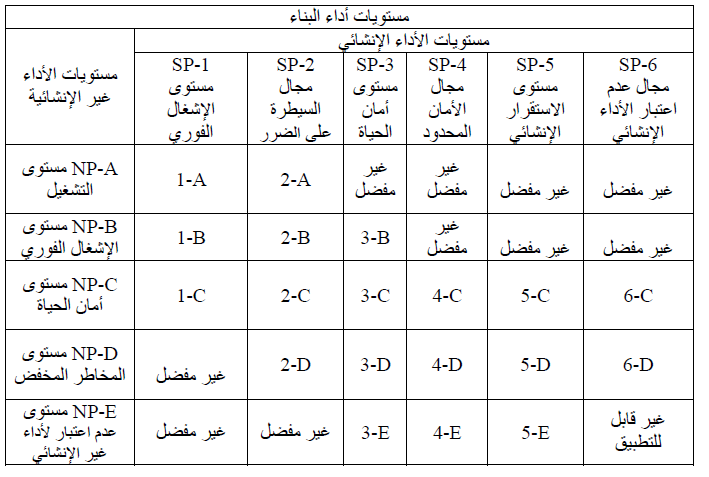 مستويات أداء البناء
مستويات الأداء الإنشائي
مستويات الأداء
غير الإنشائية
SP-1
مستوى
الإشغال
الفوري
SP-2
مجال
السيطرة
على الضرر
SP-3
مستوى
أمان
الحياة
SP-4
مجال
الأمان
المحدود
SP-5
مستوى
الاستقرار
الإنشائي
SP-6
مجال عدم
اعتبار الأداء
الإنشائي
NP-A مستوى
التشغيل
1-A
2-A
غير
مفضل
غير
مفضل
غير مفضل
غير مفضل
NP-B مستوى
الإشغال الفوري
1-B
2-B
3-B
غير
مفضل
غير مفضل
غير مفضل
NP-C مستوى
أمان الحياة
1-C
2-C
3-C
4-C
5-C
6-C
NP-D مستوى
المخاطر المخفض
غير مفضل
2-D
3-D
4-D
5-D
6-D
NP-E مستوى
عدم اعتبار لأداء
غير الإنشائي
غير مفضل
غير مفضل
3-E
4-E
5-E
غير قابل
للتطبيق